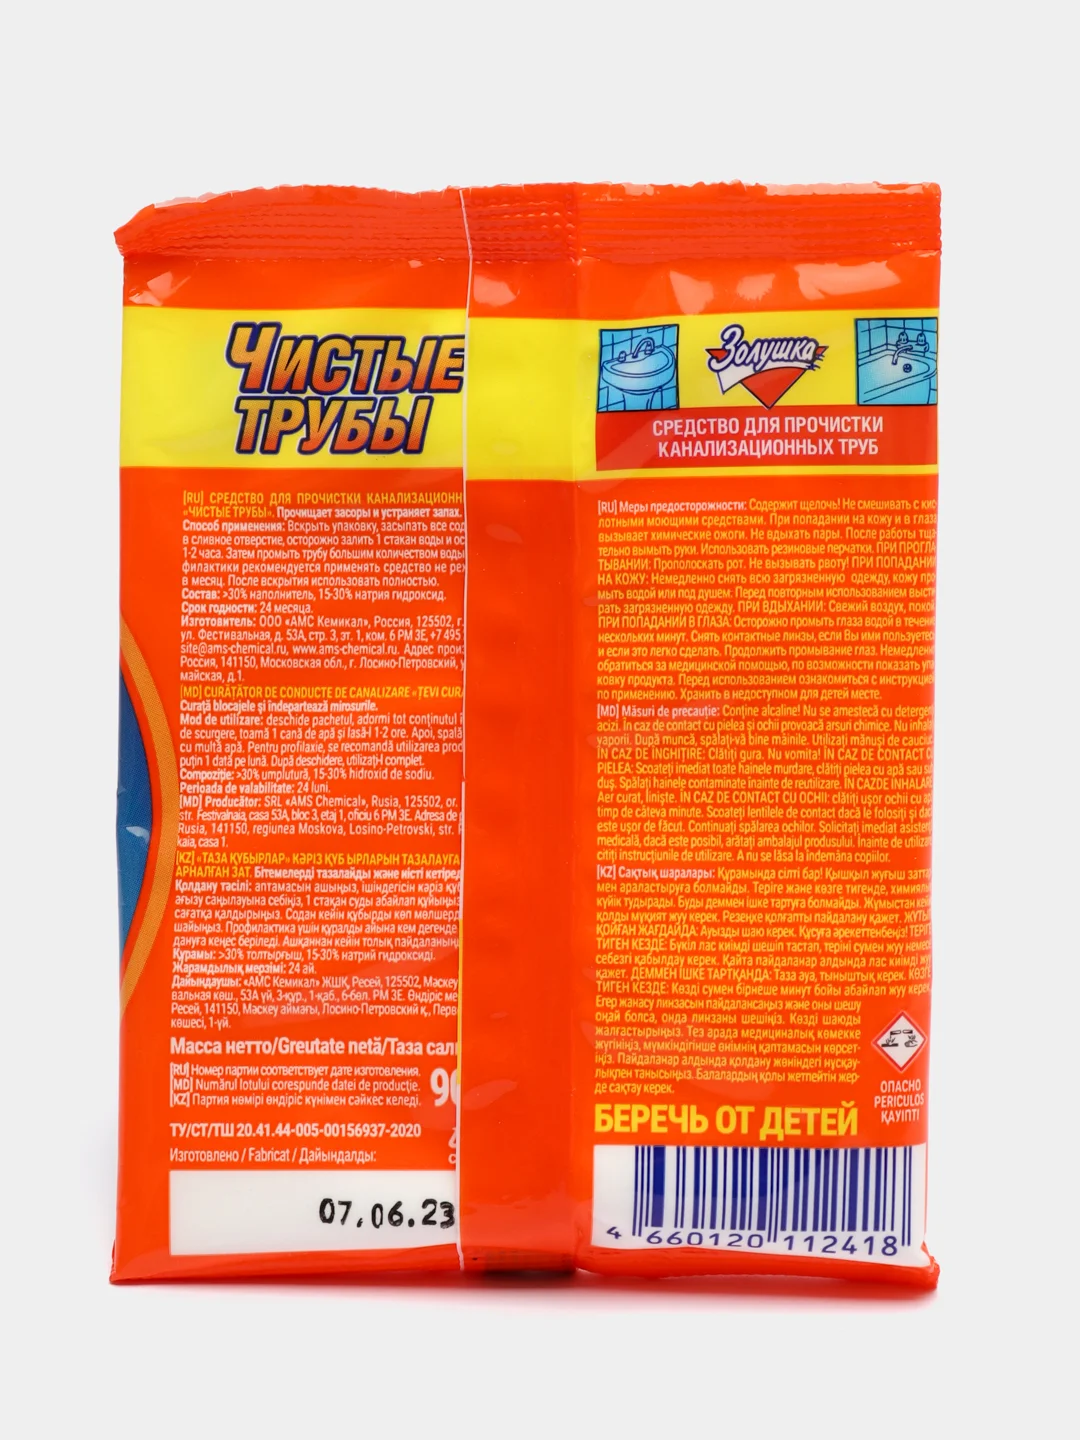 ЧИСТЫЕ
ТРУБЫ
[RU] СРЕДСТВО ДЛЯ ПРОЧИСТКИ КАНАЛИЗАЦИОНН
«ЧИСТЫЕ ТРУБЫ». Прочищает засоры и устраняет запах.
Способ применения: Вскрыть упаковку, засыпать все сод
в сливное отверстие, осторожно залить 1 стакан воды и ос
1-2 часа. Затем промыть трубу большим количеством воды
филактики рекомендуется применять средство не ре
в месяц. После вскрытия использовать полностью.
Состав: >30% наполнитель, 15-30% натрия гидроксид.
Срок годности: 24 месяца.
Изготовитель: ООО «АМС Кемикал», Россия, 125502, г.
ул. Фестивальная, д. 53А, стр. 3, эт. 1, ком. 6 РМ 3Е, +7 495
site@ams-chemical.ru, www.ams-chemical.ru. Адрес прои
Россия, 141150, Московская обл., г. Лосино-Петровский, у
майская, д.1.
[MD] CURĂȚĂTOR DE CONDUCTE DE CANALIZARE «ȚEVI CURA
Curață blocajele și îndepartează mirosurile.
Mod de utilizare: deschide pachetul, adormi tot conținutul î
de scurgere, toamă 1 cană de apă și lasă-l 1-2 ore. Apoi, spală
cu multă apă. Pentru profilaxie, se recomandă utilizarea prod
puțin 1 dată pe lună. După deschidere, utilizați-l complet.
Compoziție: >30% umplutură, 15-30% hidroxid de sodiu.
Perioada de valabilitate: 24 luni.
[MD] Producător: SRL «AMS Chemical», Rusia, 125502, or.
str. Festivalnaia, casa 53A, bloc 3, etaj 1, oficiu 6 PM 3E. Adresa de p
Rusia, 141150, regiunea Moskova, Losino-Petrovski, str. P
kaia, casa 1.
[KZ] «ТАЗА ҚҰБЫРЛАР» КӘРІЗ ҚҰБ ЫРЛАРЫН ТАЗАЛАУҒА
АРНАЛҒАН ЗАТ. Бітемелерді тазалайды және иісті кетіред
Қолдану тәсілі: аптамасын ашыңыз, ішіндегісін кәріз құб
ағызу саңылауына себіңіз, 1 стақан суды абайлап құйыңыз
сағатқа қалдырыңыз. Содан кейін құбырды көп мөлшерд
шайыңыз. Профилактика үшін құралды айына кем дегенде
дануға кеңес беріледі. Ашқаннан кейін толық пайдаланың
Құрамы: >30% толтырғыш, 15-30% натрий гидроксиді.
Жарамдылық мерзімі: 24 ай.
Дайындаушы: «АМС Кемикал» ЖШҚ, Ресей, 125502, Мәскеу
вальная көш., 53А үй, 3-құр., 1-қаб., 6-бөл. РМ 3Е. Өндіріс ме
Ресей, 141150, Мәскеу аймағы, Лосино-Петровский қ., Перв
көшесі, 1-үй.
Масса нетто/Greutate netă/Таза сал
[RU] Номер партии соответствует дате изготовления.
[MD] Numărul lotului corespunde datei de producție.
[KZ] Партия нөмірі өндіріс күнімен сәйкес келеді.
90
ТУ/СТ/ТШ 20.41.44-005-00156937-2020
Изготовлено / Fabricat / Дайындалды:
07.06.23
Золушка
СРЕДСТВО ДЛЯ ПРОЧИСТКИ
КАНАЛИЗАЦИОННЫХ ТРУБ
[RU] Меры предосторожности: Содержит щелочь! Не смешивать с кис
лотными моющими средствами. При попадании на кожу и в глаза
вызывает химические ожоги. Не вдыхать пары. После работы тща
тельно вымыть руки. Использовать резиновые перчатки. ПРИ ПРОГЛА
ТЫВАНИИ: Прополоскать рот. Не вызывать рвоту! ПРИ ПОПАДАНИИ
НА КОЖУ: Немедленно снять всю загрязненную одежду, кожу про
мыть водой или под душем. Перед повторным использованием высти
рать загрязненную одежду. ПРИ ВДЫХАНИИ: Свежий воздух, покой
ПРИ ПОПАДАНИИ В ГЛАЗА: Осторожно промыть глаза водой в течени
нескольких минут. Снять контактные линзы, если Вы ими пользуетес
и если это легко сделать. Продолжить промывание глаз. Немедленн
обратиться за медицинской помощью, по возможности показать упа
ковку продукта. Перед использованием ознакомиться с инструкцие
по применению. Хранить в недоступном для детей месте.
[MD] Măsuri de precauție: Conține alcaline! Nu se amestecă cu detergen
acizi. În caz de contact cu pielea și ochii provoacă arsuri chimice. Nu inhal
vaporii. După muncă, spălați-vă bine mâinile. Utilizați mănuși de cauciuc
ÎN CAZ DE ÎNGHIȚIRE: Clătiți gura. Nu vomita! ÎN CAZ DE CONTACT C
PIELEA: Scoateți imediat toate hainele murdare, clătiți pielea cu apă sau su
duș. Spălați hainele contaminate înainte de reutilizare. ÎN CAZ DE INHALAR
Aer curat, liniște. ÎN CAZ DE CONTACT CU OCHII: clătiți ușor ochii cu ap
timp de câteva minute. Scoateți lentilele de contact dacă le folosiți și dac
este ușor de făcut. Continuați spălarea ochilor. Solicitați imediat asistenț
medicală, dacă este posibil, arătați ambalajul produsului. Înainte de utilizar
citiți instrucțiunile de utilizare. A nu se lăsa la îndemâna copiilor.
[KZ] Сақтық шаралары: Құрамында сілті бар! Қышқыл жуғыш затта
мен араластыруға болмайды. Теріге және көзге тигенде, химиялы
күйік тудырады. Буды деммен ішке тартуға болмайды. Жұмыстан кей
қолды мұқият жуу керек. Резеңке қолғапты пайдалану қажет. ЖҰТЫ
ҚОЙҒАН ЖАҒДАЙДА: Ауызды шаю керек. Құсуға әрекеттенбеңіз! ТЕРІГ
ТИГЕН КЕЗДЕ: Бүкіл лас киімді шешіп тастап, теріні сумен жуу немес
себезгі қабылдау керек. Қайта пайдаланар алдында лас киімді жу
қажет. ДЕММЕН ІШКЕ ТАРТҚАНДА: Таза ауа, тыныштық керек. КӨЗГЕ
ТИГЕН КЕЗДЕ: Көзді сумен бірнеше минут бойы абайлап жуу керек.
Егер жанасу линзасын пайдалансаңыз және оны шешу
оңай болса, онда линзаны шешіңіз. Көзді шаюды
жалғастырыңыз. Тез арада медициналық көмекке
жүгініңіз, мүмкіндігінше өнімнің қаптамасын көрсет-
іңіз. Пайдаланар алдында қолдану жөніндегі нұсқау-
лықпен танысыңыз. Балалардың қолы жетпейтін жер-
де сақтау керек.
ОПАСНО
PERICULOS
ҚАУІПТІ
БЕРЕЧЬ ОТ ДЕТЕЙ
4 660120 112418